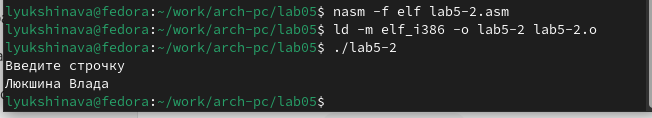 lyukshinava@fedora:~/work/arch-pc/lab05$ nasm -f elf lab5-2.asm
lyukshinava@fedora:~/work/arch-pc/lab05$ ld -m elf_i386 -o lab5-2 lab5-2.o
lyukshinava@fedora:~/work/arch-pc/lab05$ ./lab5-2
Введите строчку
Люкшина Влада
lyukshinava@fedora:~/work/arch-pc/lab05$